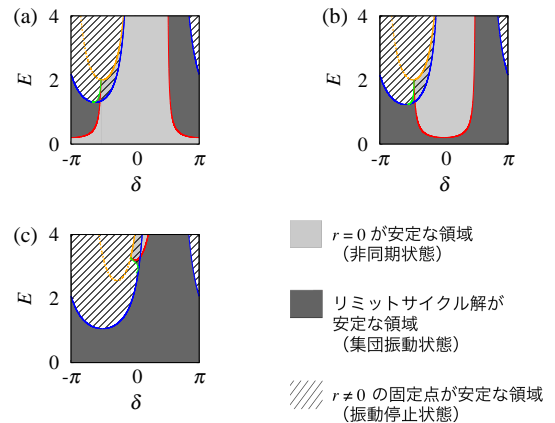 (a)
4
E 2
0
-π 0 π
δ
(b)
4
E 2
0
-π 0 π
δ
(c)
4
E 2
0
-π 0 π
δ
r = 0 が安定な領域
（非同期状態）
リミットサイクル解が
安定な領域
（集団振動状態）
r ≠ 0 の固定点が安定な領域
（振動停止状態）